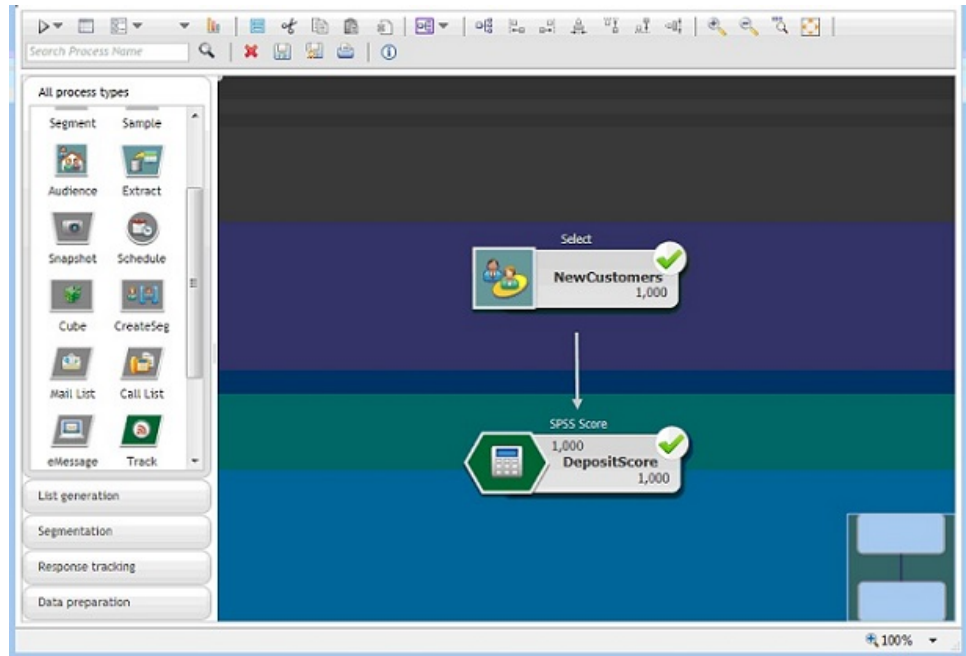 Search Process Name
All process types
Segment Sample
Audience Extract
Snapshot Schedule
Cube CreateSeg
Mail List Call List
eMessage Track
List generation
Segmentation
Response tracking
Data preparation
Select
NewCustomers
1,000
SPSS Score
1,000
DepositScore
1,000
100%